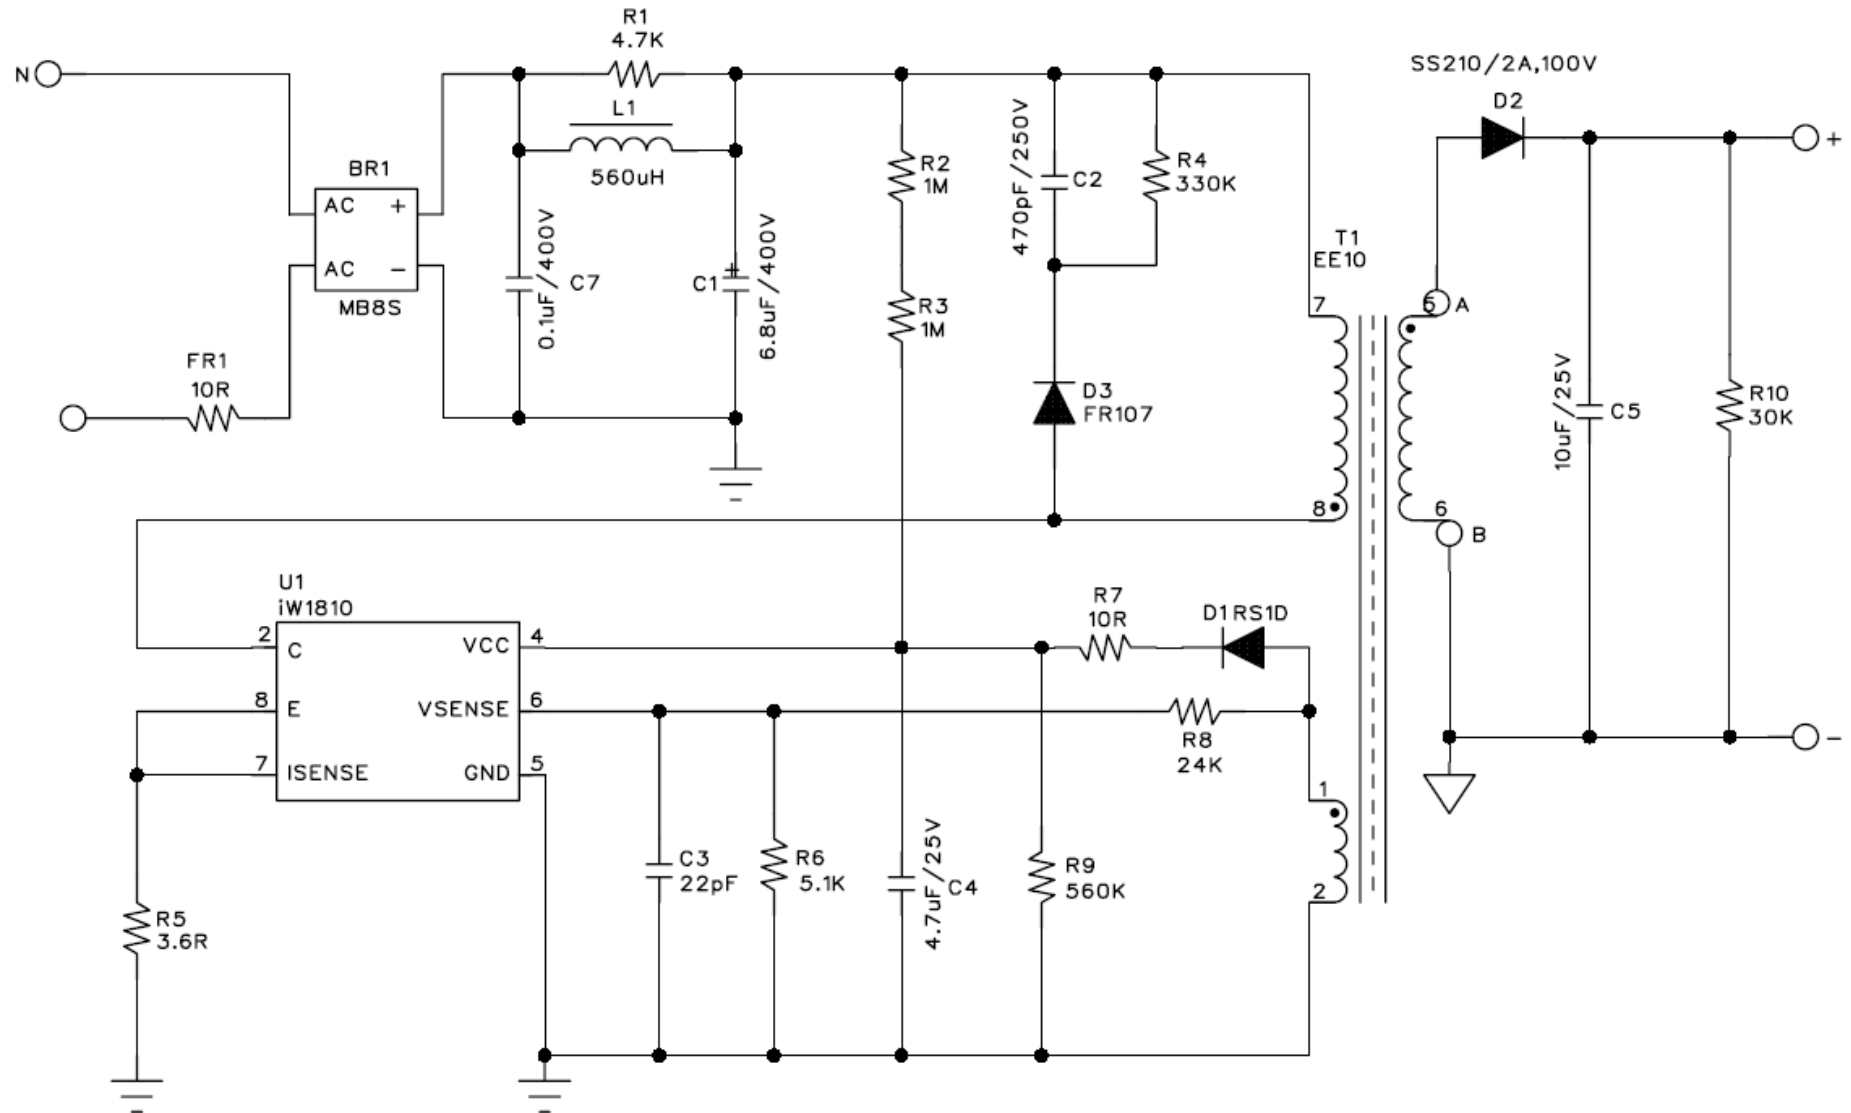 R1
4.7K
N
SS210/2A,100V
D2
L1
560uH
+
BR1
AC +
AC –
MB8S
0.1uF/400V
C7
+
C1
6.8uF/400V
R2
1M
R3
1M
470pF/250V
C2
R4
330K
T1
EE10
7
8
5 A
6
B
FR1
10R
D3
FR107
10uF/25V
C5
R10
30K
U1
iW1810
2 C
VCC 4
8 E
VSENSE 6
7 ISENSE
GND 5
R7
10R
D1 RS1D
R8
24K
–
1
2
C3
22pF
R6
5.1K
4.7uF/25V
C4
R9
560K
R5
3.6R